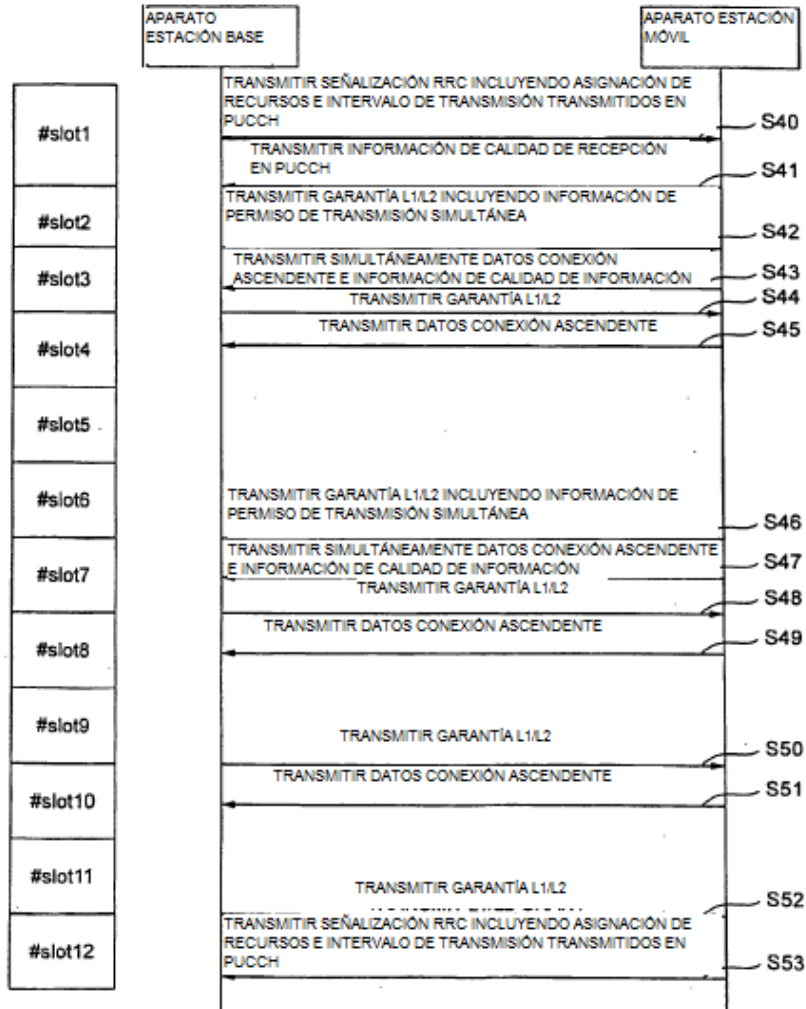 APARATO
ESTACIÓN BASE
APARATO ESTACIÓN
MÓVIL
#slot1
TRANSMITIR SEÑALIZACIÓN RRC INCLUYENDO ASIGNACIÓN DE
RECURSOS E INTERVALO DE TRANSMISIÓN TRANSMITIDOS EN
PUCCH
S40
TRANSMITIR INFORMACIÓN DE CALIDAD DE RECEPCIÓN
EN PUCCH
S41
#slot2
TRANSMITIR GARANTÍA L1/L2 INCLUYENDO INFORMACIÓN DE
PERMISO DE TRANSMISIÓN SIMULTÁNEA
S42
#slot3
TRANSMITIR SIMULTÁNEAMENTE DATOS CONEXIÓN
ASCENDENTE E INFORMACIÓN DE CALIDAD DE INFORMACIÓN
S43
TRANSMITIR GARANTÍA L1/L2
S44
#slot4
TRANSMITIR DATOS CONEXIÓN ASCENDENTE
S45
#slot5
#slot6
TRANSMITIR GARANTÍA L1/L2 INCLUYENDO INFORMACIÓN DE
PERMISO DE TRANSMISIÓN SIMULTÁNEA
S46
#slot7
TRANSMITIR SIMULTÁNEAMENTE DATOS CONEXIÓN ASCENDENTE
E INFORMACIÓN DE CALIDAD DE INFORMACIÓN
S47
TRANSMITIR GARANTÍA L1/L2
S48
#slot8
TRANSMITIR DATOS CONEXIÓN ASCENDENTE
S49
#slot9
TRANSMITIR GARANTÍA L1/L2
S50
#slot10
TRANSMITIR DATOS CONEXIÓN ASCENDENTE
S51
#slot11
TRANSMITIR GARANTÍA L1/L2
S52
#slot12
TRANSMITIR SEÑALIZACIÓN RRC INCLUYENDO ASIGNACIÓN DE
RECURSOS E INTERVALO DE TRANSMISIÓN TRANSMITIDOS EN
PUCCH
S53